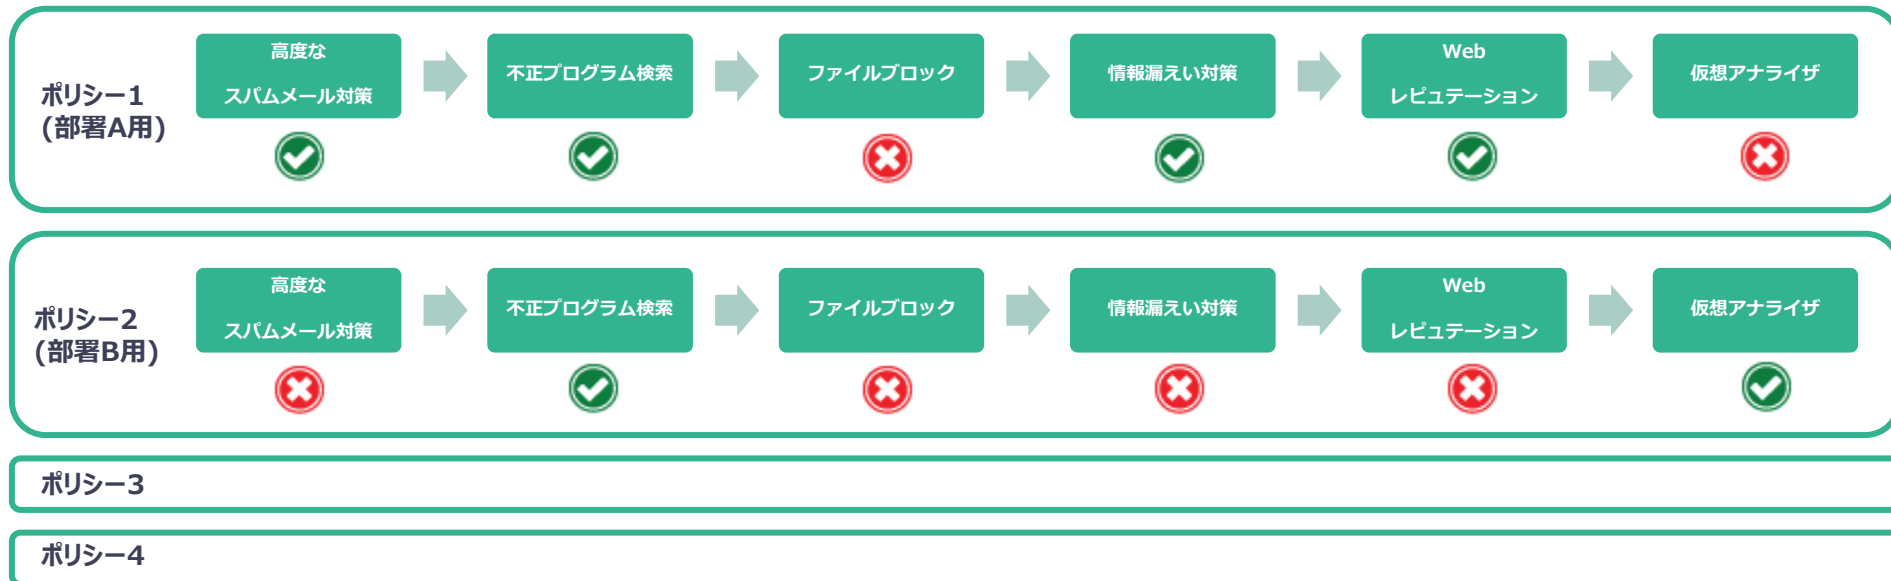 ポリシー1
(部署A用)
高度な
スパムメール対策
不正プログラム検索
ファイルブロック
情報漏えい対策
Web
レピュテーション
仮想アナライザ
ポリシー2
(部署B用)
高度な
スパムメール対策
不正プログラム検索
ファイルブロック
情報漏えい対策
Web
レピュテーション
仮想アナライザ
ポリシー3
ポリシー4